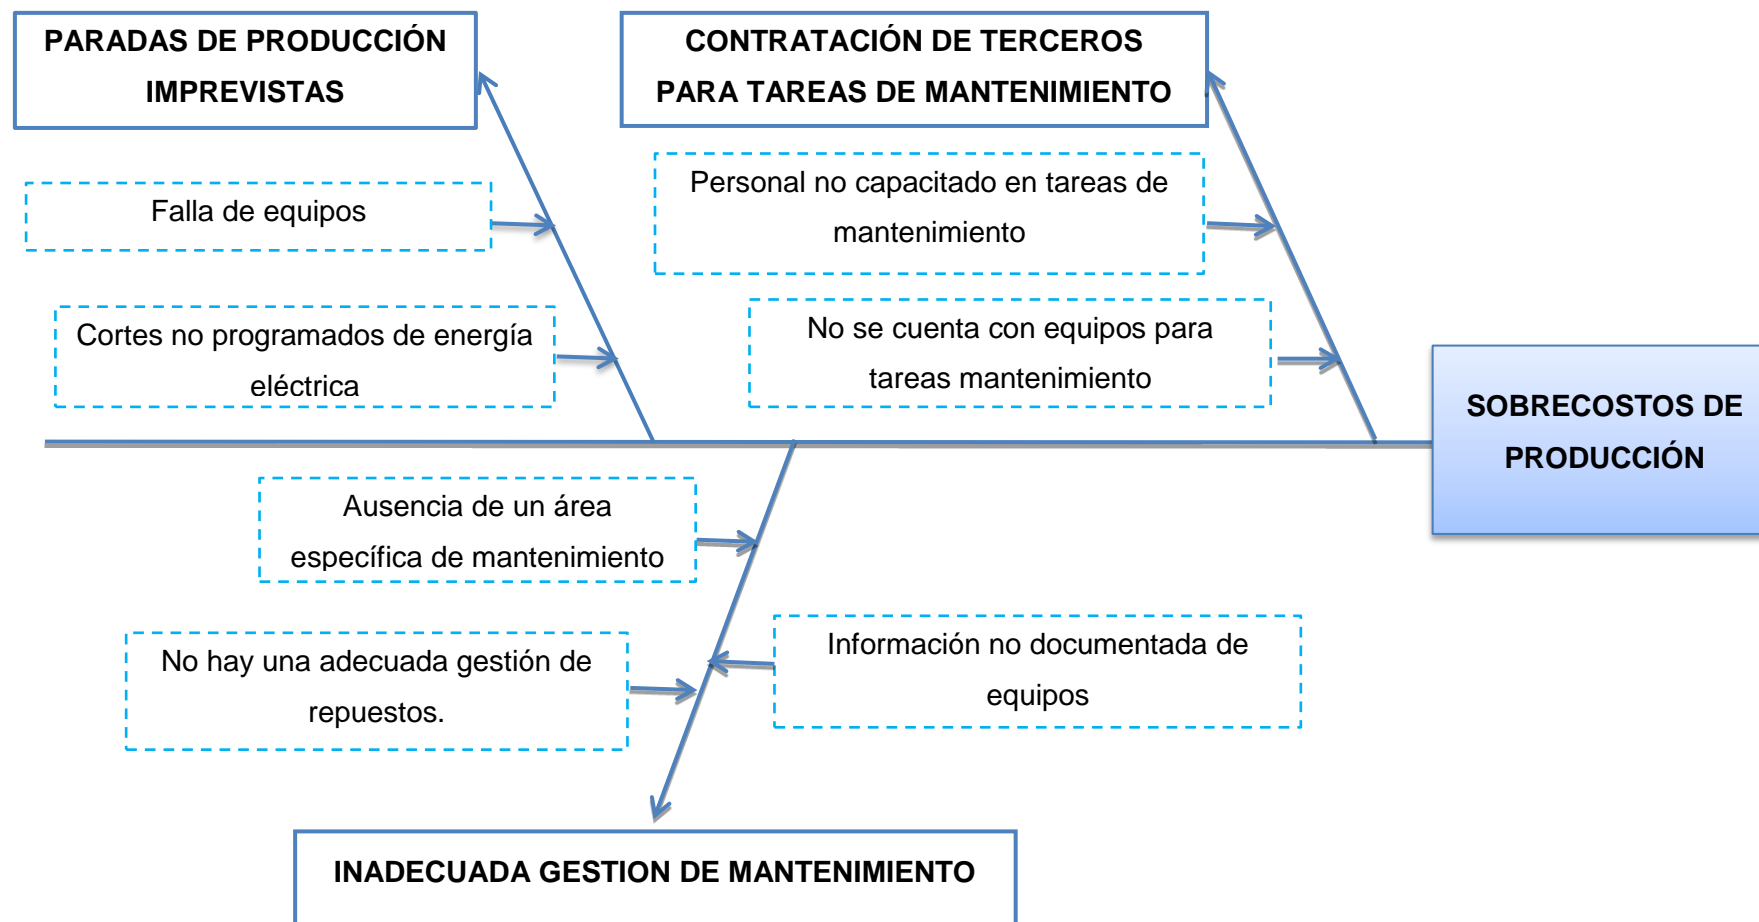 PARADAS DE PRODUCCIÓN
IMPREVISTAS
CONTRATACIÓN DE TERCEROS
PARA TAREAS DE MANTENIMIENTO
Falla de equipos
Personal no capacitado en tareas de
mantenimiento
Cortes no programados de energía
eléctrica
No se cuenta con equipos para
tareas mantenimiento
SOBRECOSTOS DE
PRODUCCIÓN
Ausencia de un área
específica de mantenimiento
No hay una adecuada gestión de
repuestos.
Información no documentada de
equipos
INADECUADA GESTION DE MANTENIMIENTO